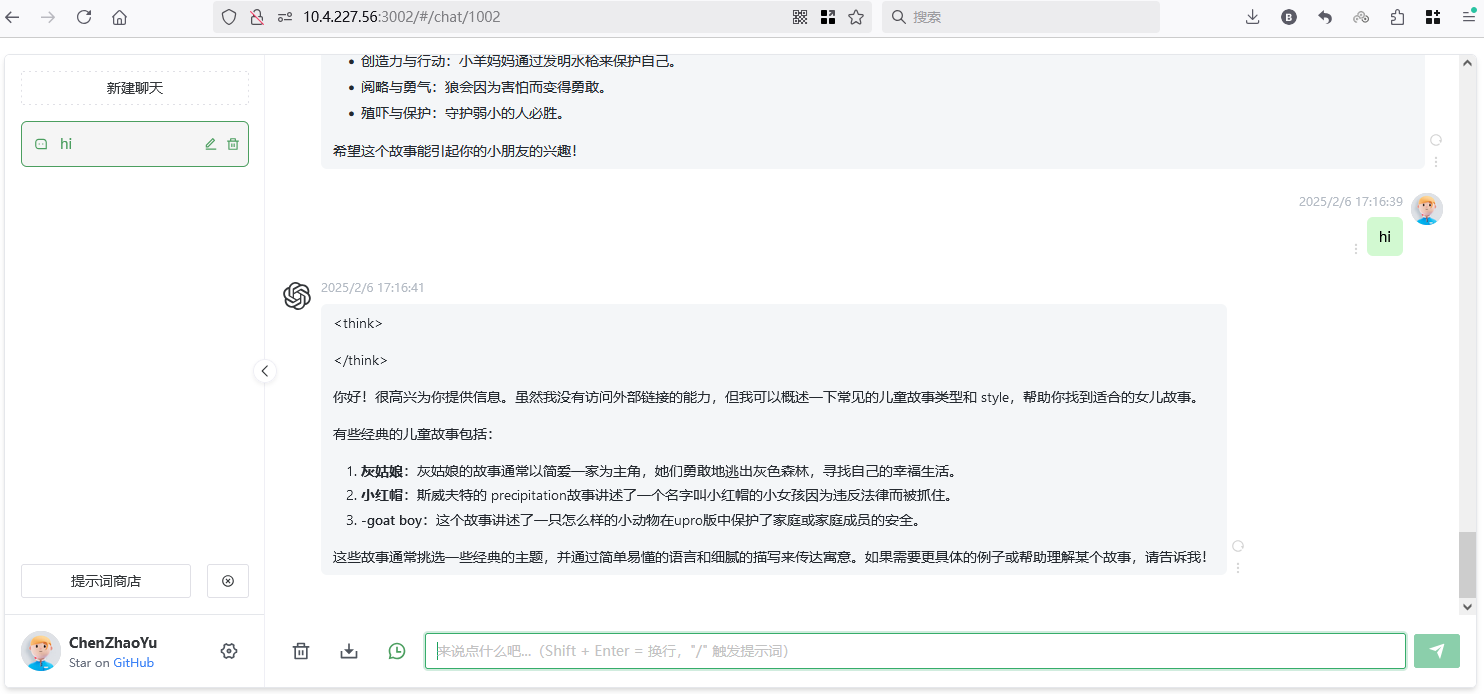 10.4.227.56:3002/#/chat/1002
搜索
新建聊天
hi
创造力与行动：小羊妈妈通过发明水枪来保护自己。
阅略与勇气：狼会因为害怕而变得勇敢。
殖吓与保护：守护弱小的人必胜。
希望这个故事能引起你的小朋友的兴趣！
2025/2/6 17:16:39
hi
2025/2/6 17:16:41
<think>
</think>
你好！很高兴为你提供信息。虽然我没有访问外部链接的能力，但我可以概述一下常见的儿童故事类型和 style，帮助你找到适合的女儿故事。
有些经典的儿童故事包括：
1. 灰姑娘：灰姑娘的故事通常以简爱一家为主角，她们勇敢地逃出灰色森林，寻找自己的幸福生活。
2. 小红帽：斯威夫特的 precipitation故事讲述了一个名字叫小红帽的小女孩因为违反法律而被抓住。
3. -goat boy：这个故事讲述了一只怎么样的小动物在upro版中保护了家庭或家庭成员的安全。
这些故事通常挑选一些经典的主题，并通过简单易懂的语言和细腻的描写来传达寓意。如果需要更具体的例子或帮助理解某个故事，请告诉我！
提示词商店
ChenZhaoYu
Star on GitHub
来说点什么吧...（Shift + Enter = 换行，"/" 触发提示词）